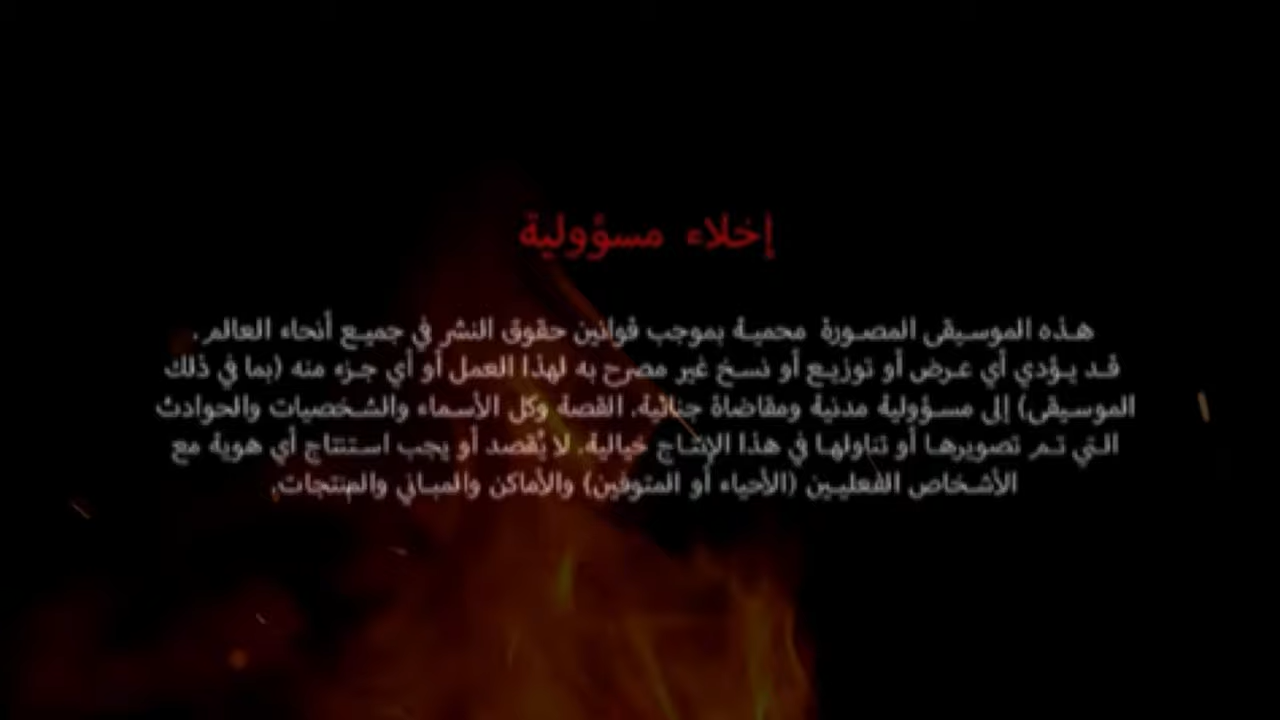 إخلاء مسؤولية
هذه الموسيقى المصورة محمية بموجب قوانين حقوق النشر في جميع أنحاء العالم.
قد يؤدي أي عرض أو توزيع أو نسخ غير مصرح به لهذا العمل أو أي جزء منه (بما في ذلك
الموسيقى) إلى مسؤولية مدنية ومقاضاة جنائية. القصة وكل الأسماء والشخصيات والحوادث
التي تم تصويرها أو تناولها في هذا الإنتاج خيالية. لا يُقصد أو يجب استنتاج أي هوية مع
الأشخاص الفعليين (الأحياء أو المتوفين) والأماكن والمباني والمنتجات.